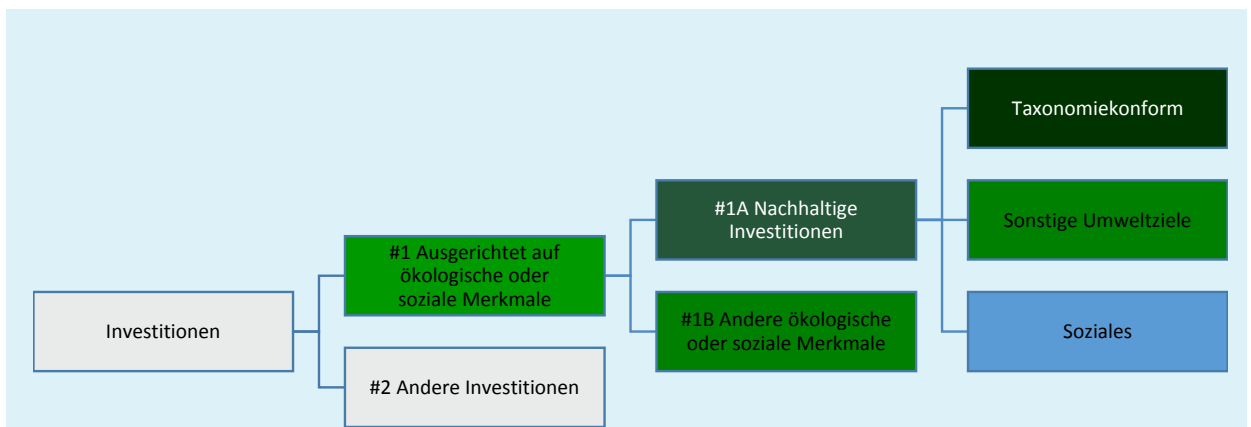 Investitionen
#1 Ausgerichtet auf
ökologische oder
soziale Merkmale
#2 Andere Investitionen
#1A Nachhaltige
Investitionen
#1B Andere ökologische
oder soziale Merkmale
Taxonomiekonform
Sonstige Umweltziele
Soziales